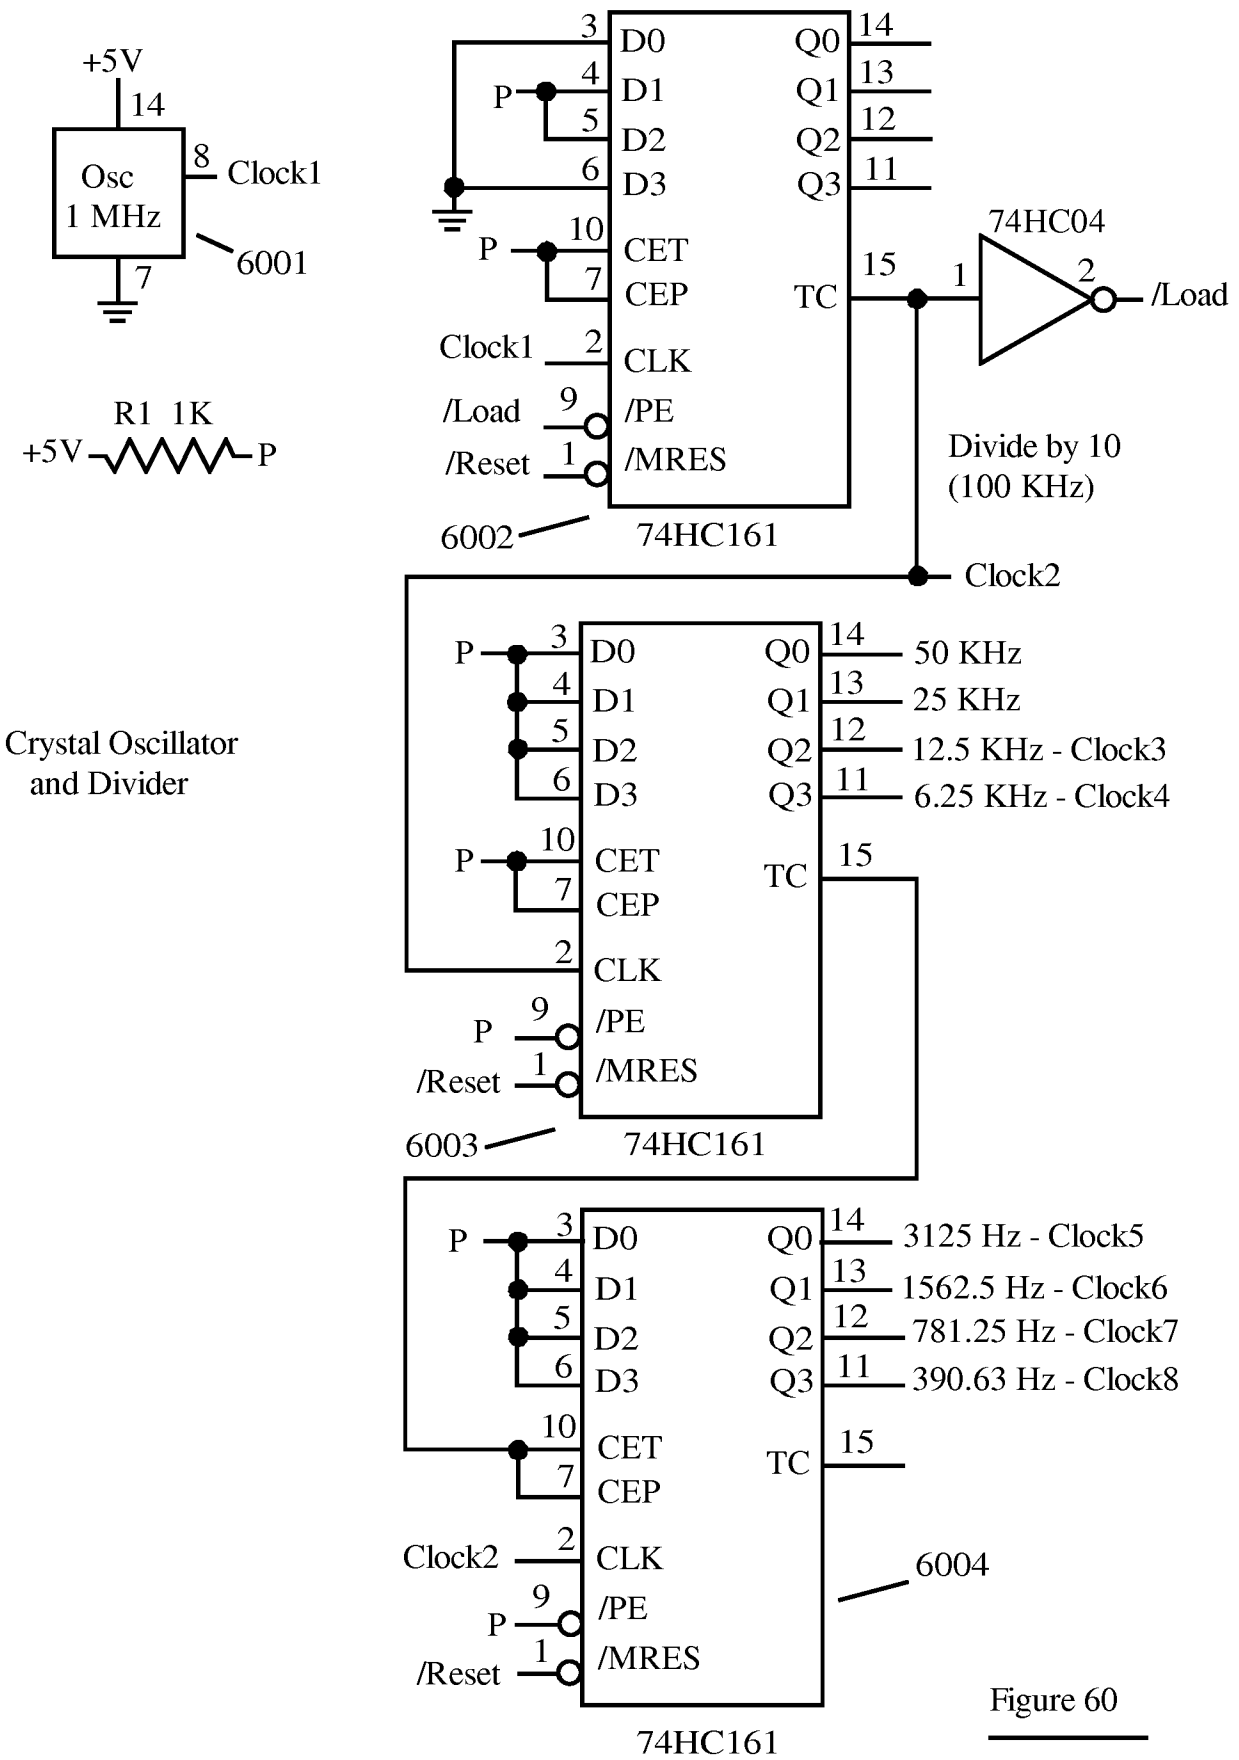 +5V
14
Osc
1 MHz
8
Clock1
7
6001
R1 1K
+5V
P
Crystal Oscillator
and Divider
3
D0
Q0
14
P
4
D1
Q1
13
5
D2
Q2
12
6
D3
Q3
11
P
10
CET
7
CEP
TC
15
74HC04
1
2
/Load
Clock1
2
CLK
/Load
9
/PE
/Reset
1
/MRES
Divide by 10
(100 KHz)
6002
74HC161
Clock2
P
3
D0
Q0
14
50 KHz
4
D1
Q1
13
25 KHz
5
D2
Q2
12
12.5 KHz - Clock3
6
D3
Q3
11
6.25 KHz - Clock4
P
10
CET
TC
15
7
CEP
2
CLK
P
9
/PE
/Reset
1
/MRES
6003
74HC161
P
3
D0
Q0
14
3125 Hz - Clock5
4
D1
Q1
13
1562.5 Hz - Clock6
5
D2
Q2
12
781.25 Hz - Clock7
6
D3
Q3
11
390.63 Hz - Clock8
10
CET
TC
15
7
CEP
Clock2
2
CLK
6004
P
9
/PE
/Reset
1
/MRES
74HC161
Figure 60